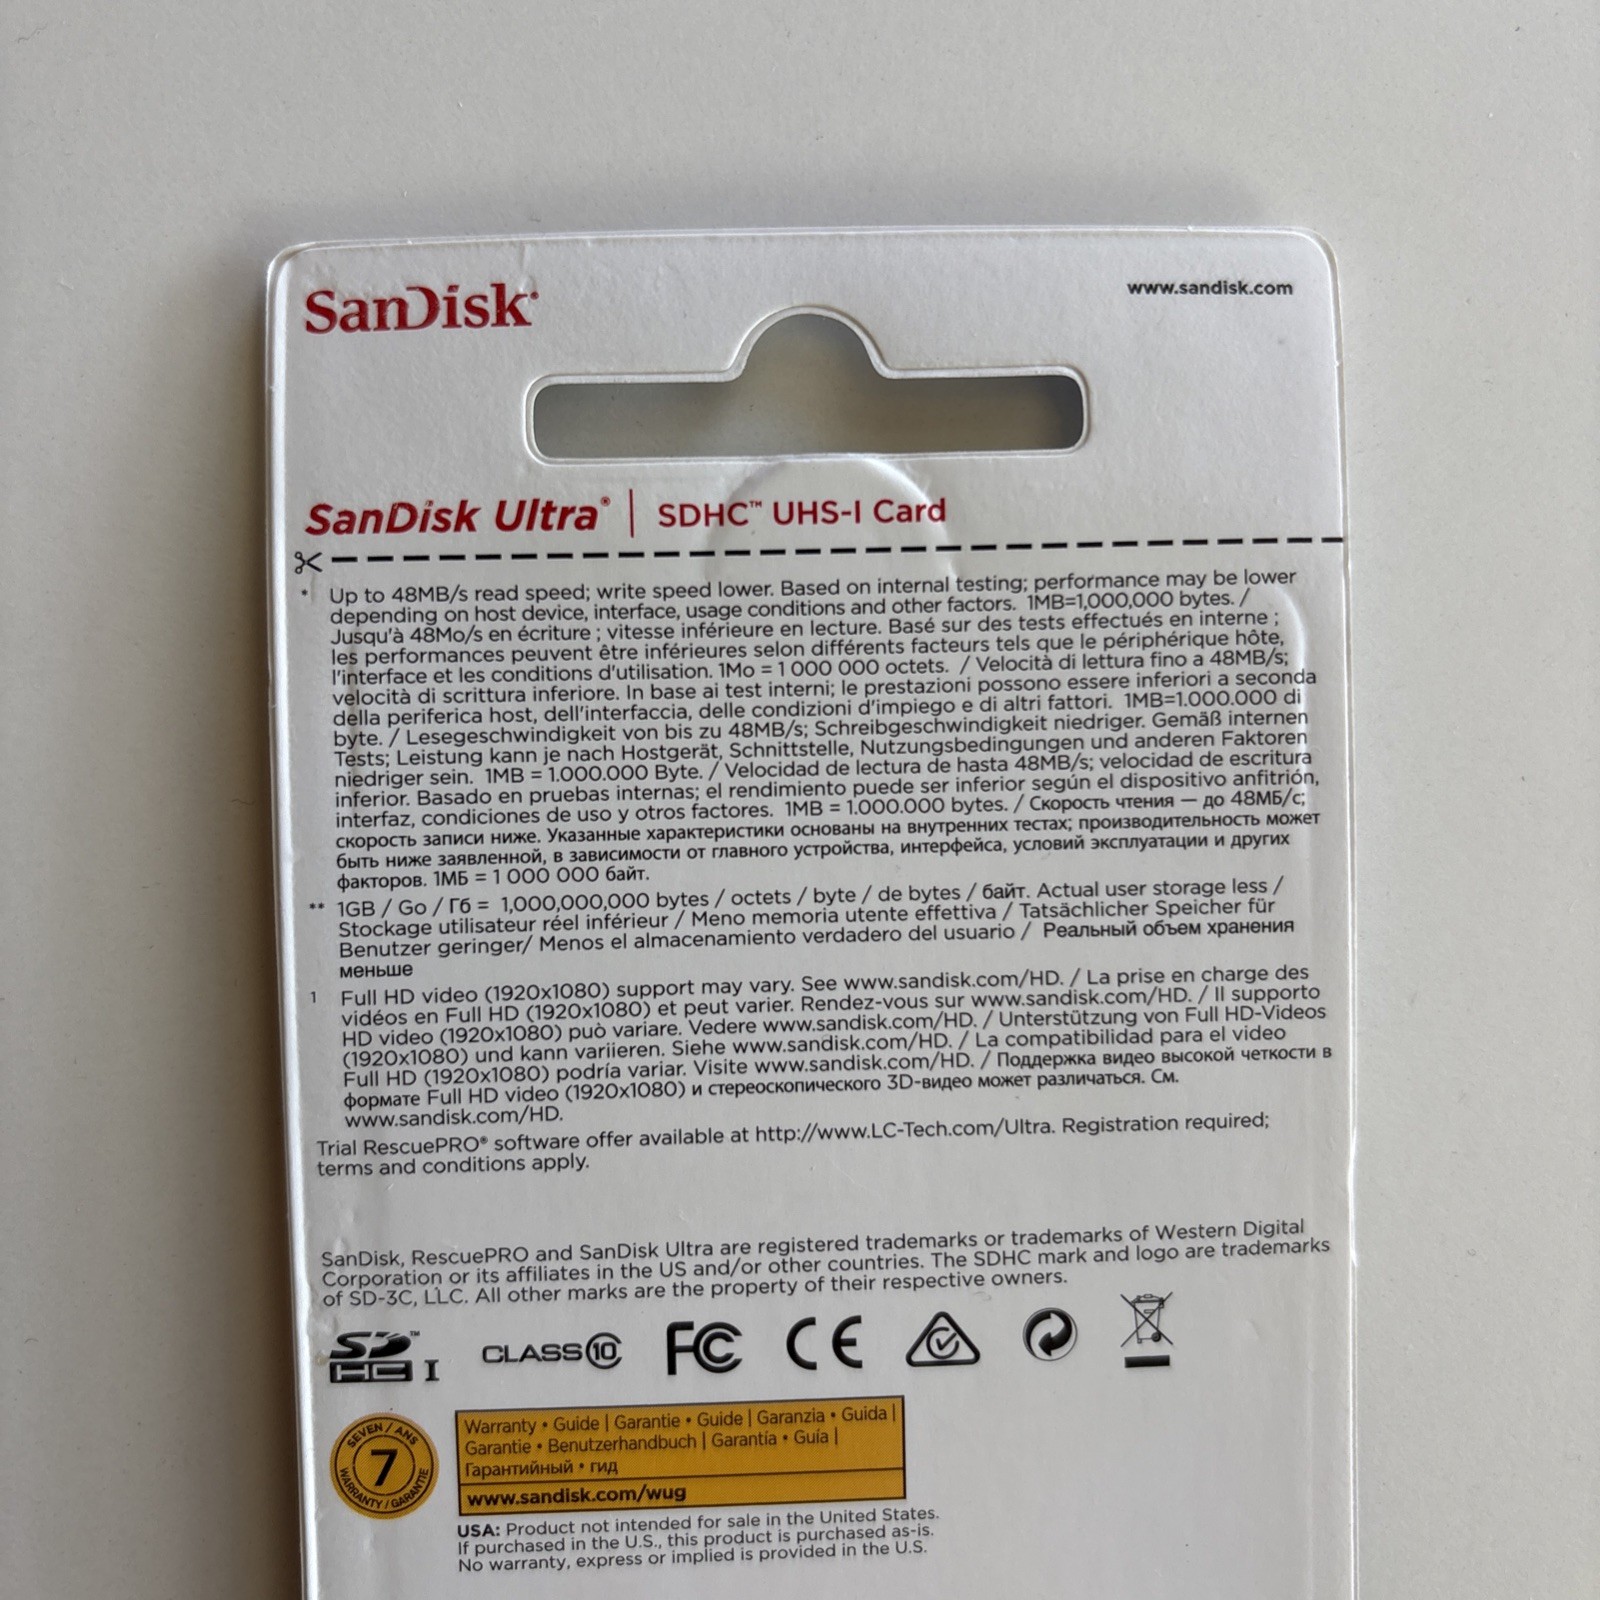 SanDisk®
www.sandisk.com
SanDisk Ultra® | SDHC™ UHS-I Card
* Up to 48MB/s read speed; write speed lower. Based on internal testing; performance may be lower
depending on host device, interface, usage conditions and other factors. 1MB=1,000,000 bytes. /
Jusqu'à 48Mo/s en écriture ; vitesse inférieure en lecture. Basé sur des tests effectués en interne ;
les performances peuvent être inférieures selon différents facteurs tels que le périphérique hôte,
l'interface et les conditions d'utilisation. 1Mo = 1 000 000 octets. / Velocità di lettura fino a 48MB/s;
velocità di scrittura inferiore. In base ai test interni; le prestazioni possono essere inferiori a seconda
della periferica host, dell'interfaccia, delle condizioni d'impiego e di altri fattori. 1MB=1.000.000 di
byte. / Lesegeschwindigkeit von bis zu 48MB/s; Schreibgeschwindigkeit niedriger. Gemäß internen
Tests; Leistung kann je nach Hostgerät, Schnittstelle, Nutzungsbedingungen und anderen Faktoren
niedriger sein. 1MB = 1.000.000 Byte. / Velocidad de lectura de hasta 48MB/s; velocidad de escritura
inferior. Basado en pruebas internas; el rendimiento puede ser inferior según el dispositivo anfitrión,
interfaz, condiciones de uso y otros factores. 1MB = 1.000.000 bytes. / Скорость чтения — до 48МБ/с;
скорость записи ниже. Указанные характеристики основаны на внутренних тестах; производительность может
быть ниже заявленной, в зависимости от главного устройства, интерфейса, условий эксплуатации и других
факторов. 1МБ = 1 000 000 байт.
** 1GB / Go / Гб = 1,000,000,000 bytes / octets / byte / de bytes / байт. Actual user storage less /
Stockage utilisateur réel inférieur / Meno memoria utente effettiva / Tatsächlicher Speicher für
Benutzer geringer/ Menos el almacenamiento verdadero del usuario / Реальный объем хранения
меньше
1 Full HD video (1920x1080) support may vary. See www.sandisk.com/HD. / La prise en charge des
vidéos en Full HD (1920x1080) et peut varier. Rendez-vous sur www.sandisk.com/HD. / Il supporto
HD video (1920x1080) può variare. Vedere www.sandisk.com/HD. / Unterstützung von Full HD-Videos
(1920x1080) und kann variieren. Siehe www.sandisk.com/HD. / La compatibilidad para el video
Full HD (1920x1080) podría variar. Visite www.sandisk.com/HD. / Поддержка видео высокой четкости в
формате Full HD video (1920x1080) и стереоскопического 3D-видео может различаться. См.
www.sandisk.com/HD.
Trial RescuePRO® software offer available at http://www.LC-Tech.com/Ultra. Registration required;
terms and conditions apply.
SanDisk, RescuePRO and SanDisk Ultra are registered trademarks or trademarks of Western Digital
Corporation or its affiliates in the US and/or other countries. The SDHC mark and logo are trademarks
of SD-3C, LLC. All other marks are the property of their respective owners.
SD HC™ I CLASS 10 FC CE
SEVEN / ANS
7
WARRANTY / GARANTIE
Warranty • Guide | Garantie • Guide | Garanzia • Guida |
Garantie • Benutzerhandbuch | Garantía • Guía |
Гарантийный • гид
www.sandisk.com/wug
USA: Product not intended for sale in the United States.
If purchased in the U.S., this product is purchased as-is.
No warranty, express or implied is provided in the U.S.